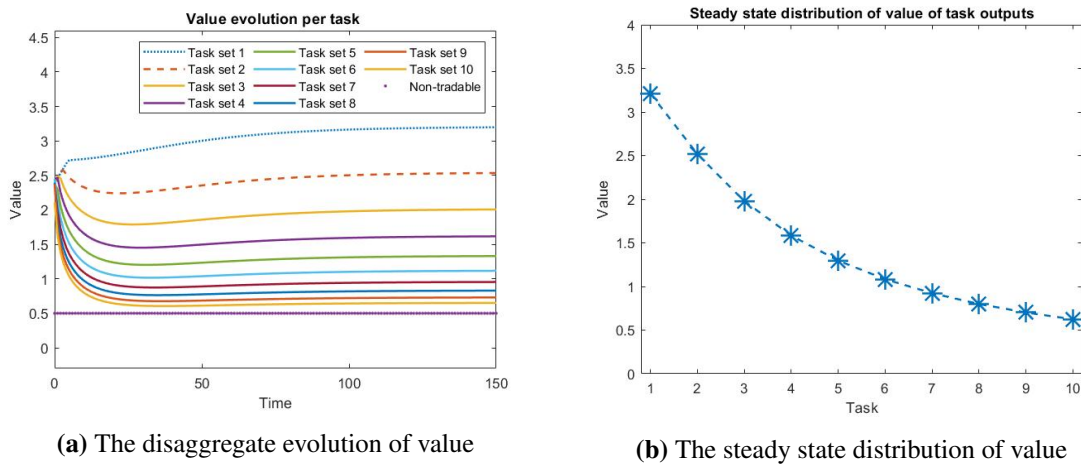 Value evolution per task
4.5
4
3.5
3
2.5
2
1.5
1
0.5
0
Value
Task set 1
Task set 2
Task set 3
Task set 4
Task set 5
Task set 6
Task set 7
Task set 8
Task set 9
Task set 10
Non-tradable
0 50 100 150
Time
(a) The disaggregate evolution of value
Steady state distribution of value of task outputs
4
3.5
3
2.5
2
1.5
1
0.5
0
Value
1 2 3 4 5 6 7 8 9 10
Task
(b) The steady state distribution of value